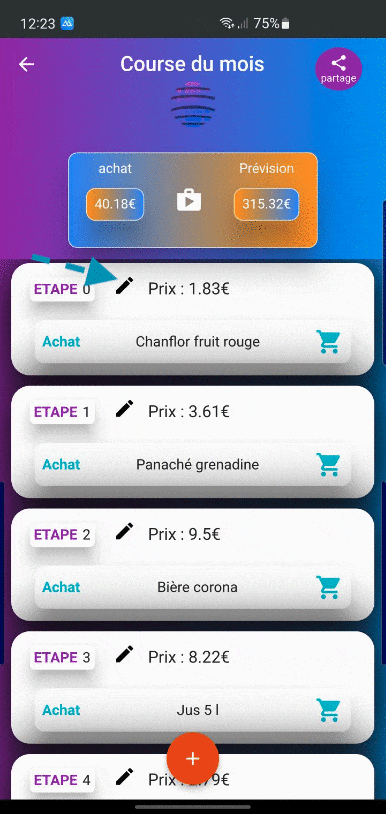 12:23 75%
Course du mois
partage
achat Prévision
40.18€ 315.32€
ETAPE 0 Prix : 1.83€
Achat Chanflor fruit rouge
ETAPE 1 Prix : 3.61€
Achat Panaché grenadine
ETAPE 2 Prix : 9.5€
Achat Bière corona
ETAPE 3 Prix : 8.22€
Achat Jus 5 l
+
ETAPE 4 Prix : .79€